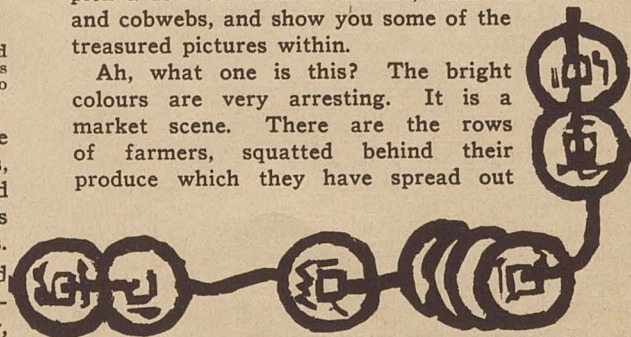 and cobwebs, and show you some of the
treasured pictures within.
Ah, what one is this? The bright
colours are very arresting. It is a
market scene. There are the rows
of farmers, squatted behind their
produce which they have spread out